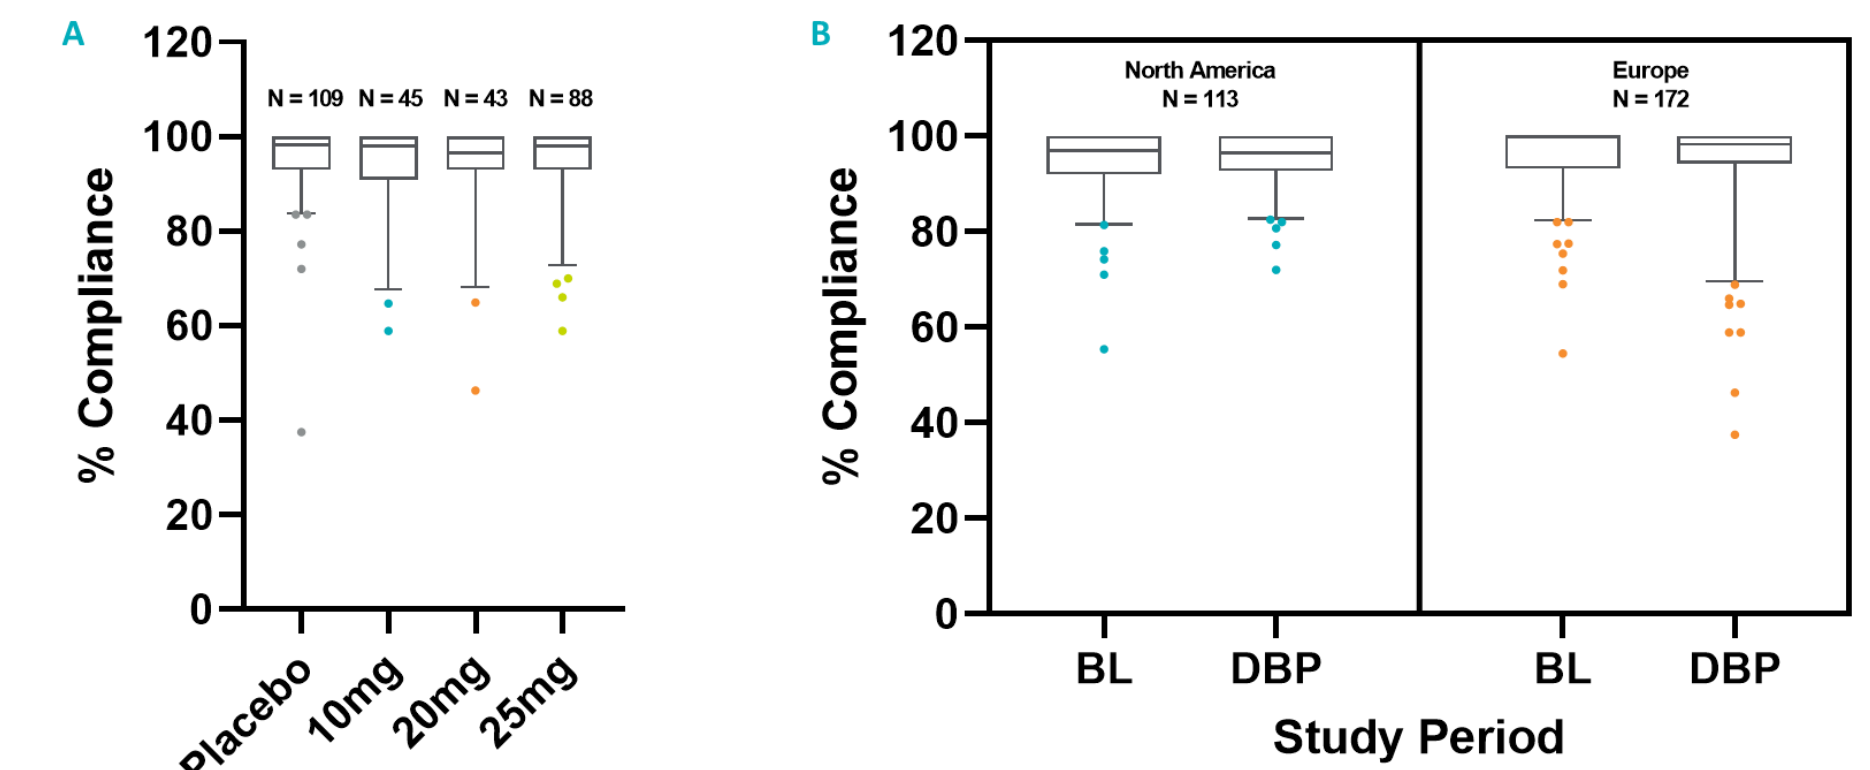 A
% Compliance
120
100
80
60
40
20
0
N = 109 N = 45 N = 43 N = 88
Placebo
10mg
20mg
25mg
B
% Compliance
120
100
80
60
40
20
0
North America
N = 113
Europe
N = 172
BL DBP BL DBP
Study Period